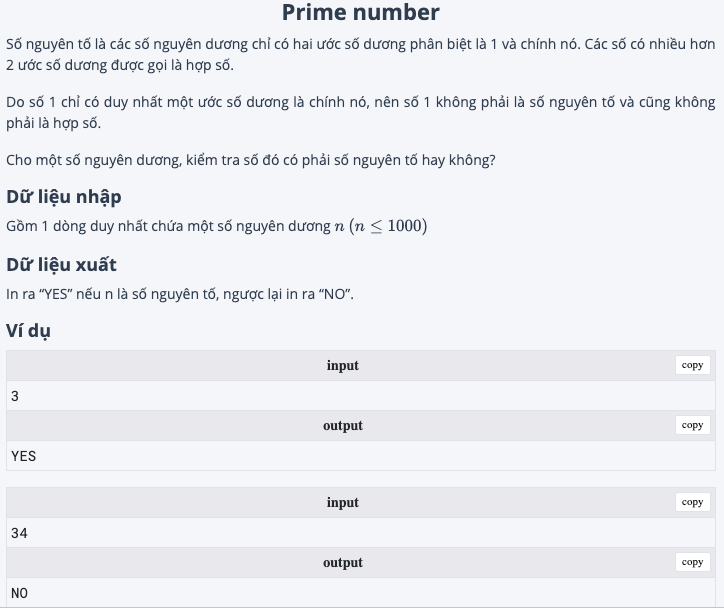 Prime number
Số nguyên tố là các số nguyên dương chỉ có hai ước số dương phân biệt là 1 và chính nó. Các số có nhiều hơn
2 ước số dương được gọi là hợp số.
Do số 1 chỉ có duy nhất một ước số dương là chính nó, nên số 1 không phải là số nguyên tố và cũng không
phải là hợp số.
Cho một số nguyên dương, kiểm tra số đó có phải số nguyên tố hay không?
Dữ liệu nhập
Gồm 1 dòng duy nhất chứa một số nguyên dương n (n ≤ 1000)
Dữ liệu xuất
In ra “YES” nếu n là số nguyên tố, ngược lại in ra “NO”.
Ví dụ
input copy
3
output copy
YES
input copy
34
output copy
NO